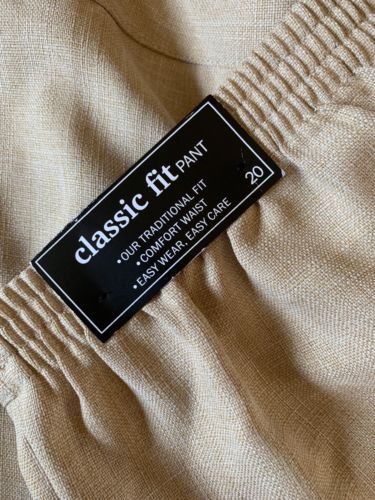 classic fit PANT
•OUR TRADITIONAL FIT
•COMFORT WAIST
•EASY WEAR, EASY CARE
20